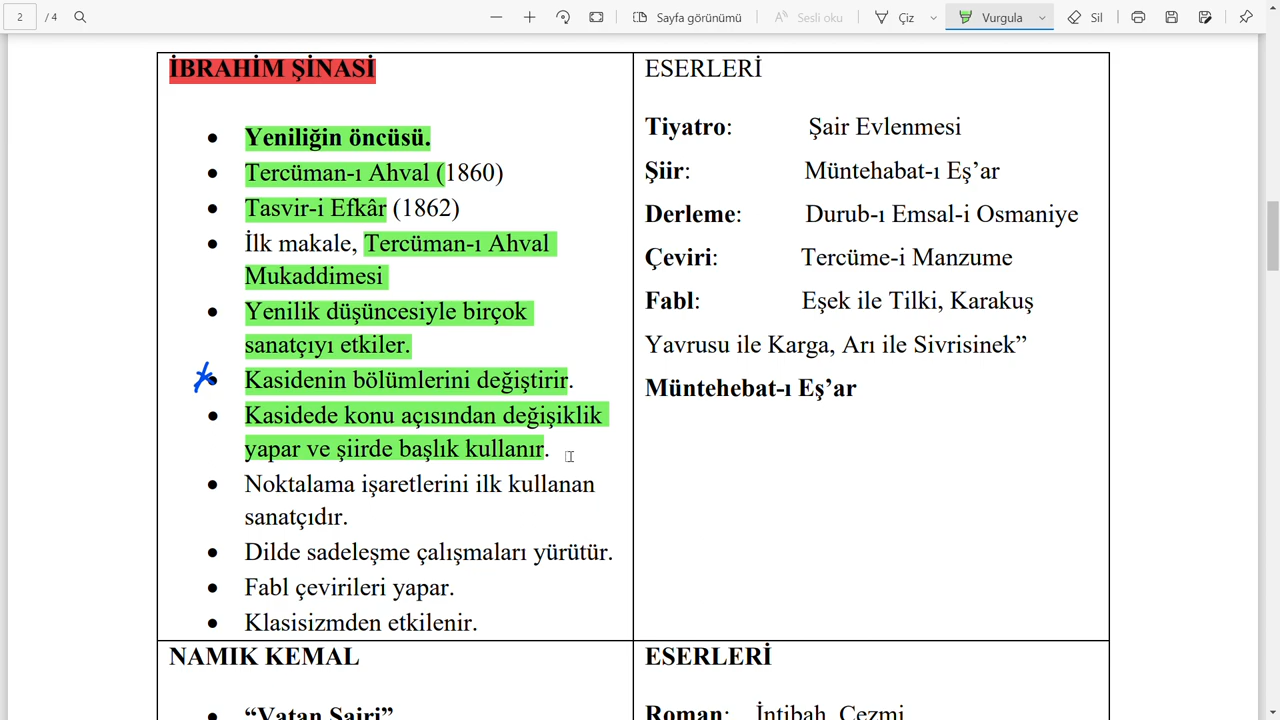 2 / 4 Sayfa görünümü Sesli oku Çiz Vurgula Sil
İBRAHİM ŞİNASİ
• Yeniliğin öncüsü.
• Tercüman-ı Ahval (1860)
• Tasvir-i Efkâr (1862)
• İlk makale, Tercüman-ı Ahval
Mukaddimesi
• Yenilik düşüncesiyle birçok
sanatçıyı etkiler.
• Kasidenin bölümlerini değiştirir.
• Kasidede konu açısından değişiklik
yapar ve şiirde başlık kullanır.
• Noktalama işaretlerini ilk kullanan
sanatçıdır.
• Dilde sadeleşme çalışmaları yürütür.
• Fabl çevirileri yapar.
• Klasisizmden etkilenir.
ESERLERİ
Tiyatro: Şair Evlenmesi
Şiir: Müntehabat-ı Eş’ar
Derleme: Durub-ı Emsal-i Osmaniye
Çeviri: Tercüme-i Manzume
Fabl: Eşek ile Tilki, Karakuş
Yavrusu ile Karga, Arı ile Sivrisinek”
Müntehebat-ı Eş’ar
NAMIK KEMAL
• “Vatan Şairi”
ESERLERİ
Roman: İntibah, Cezmi